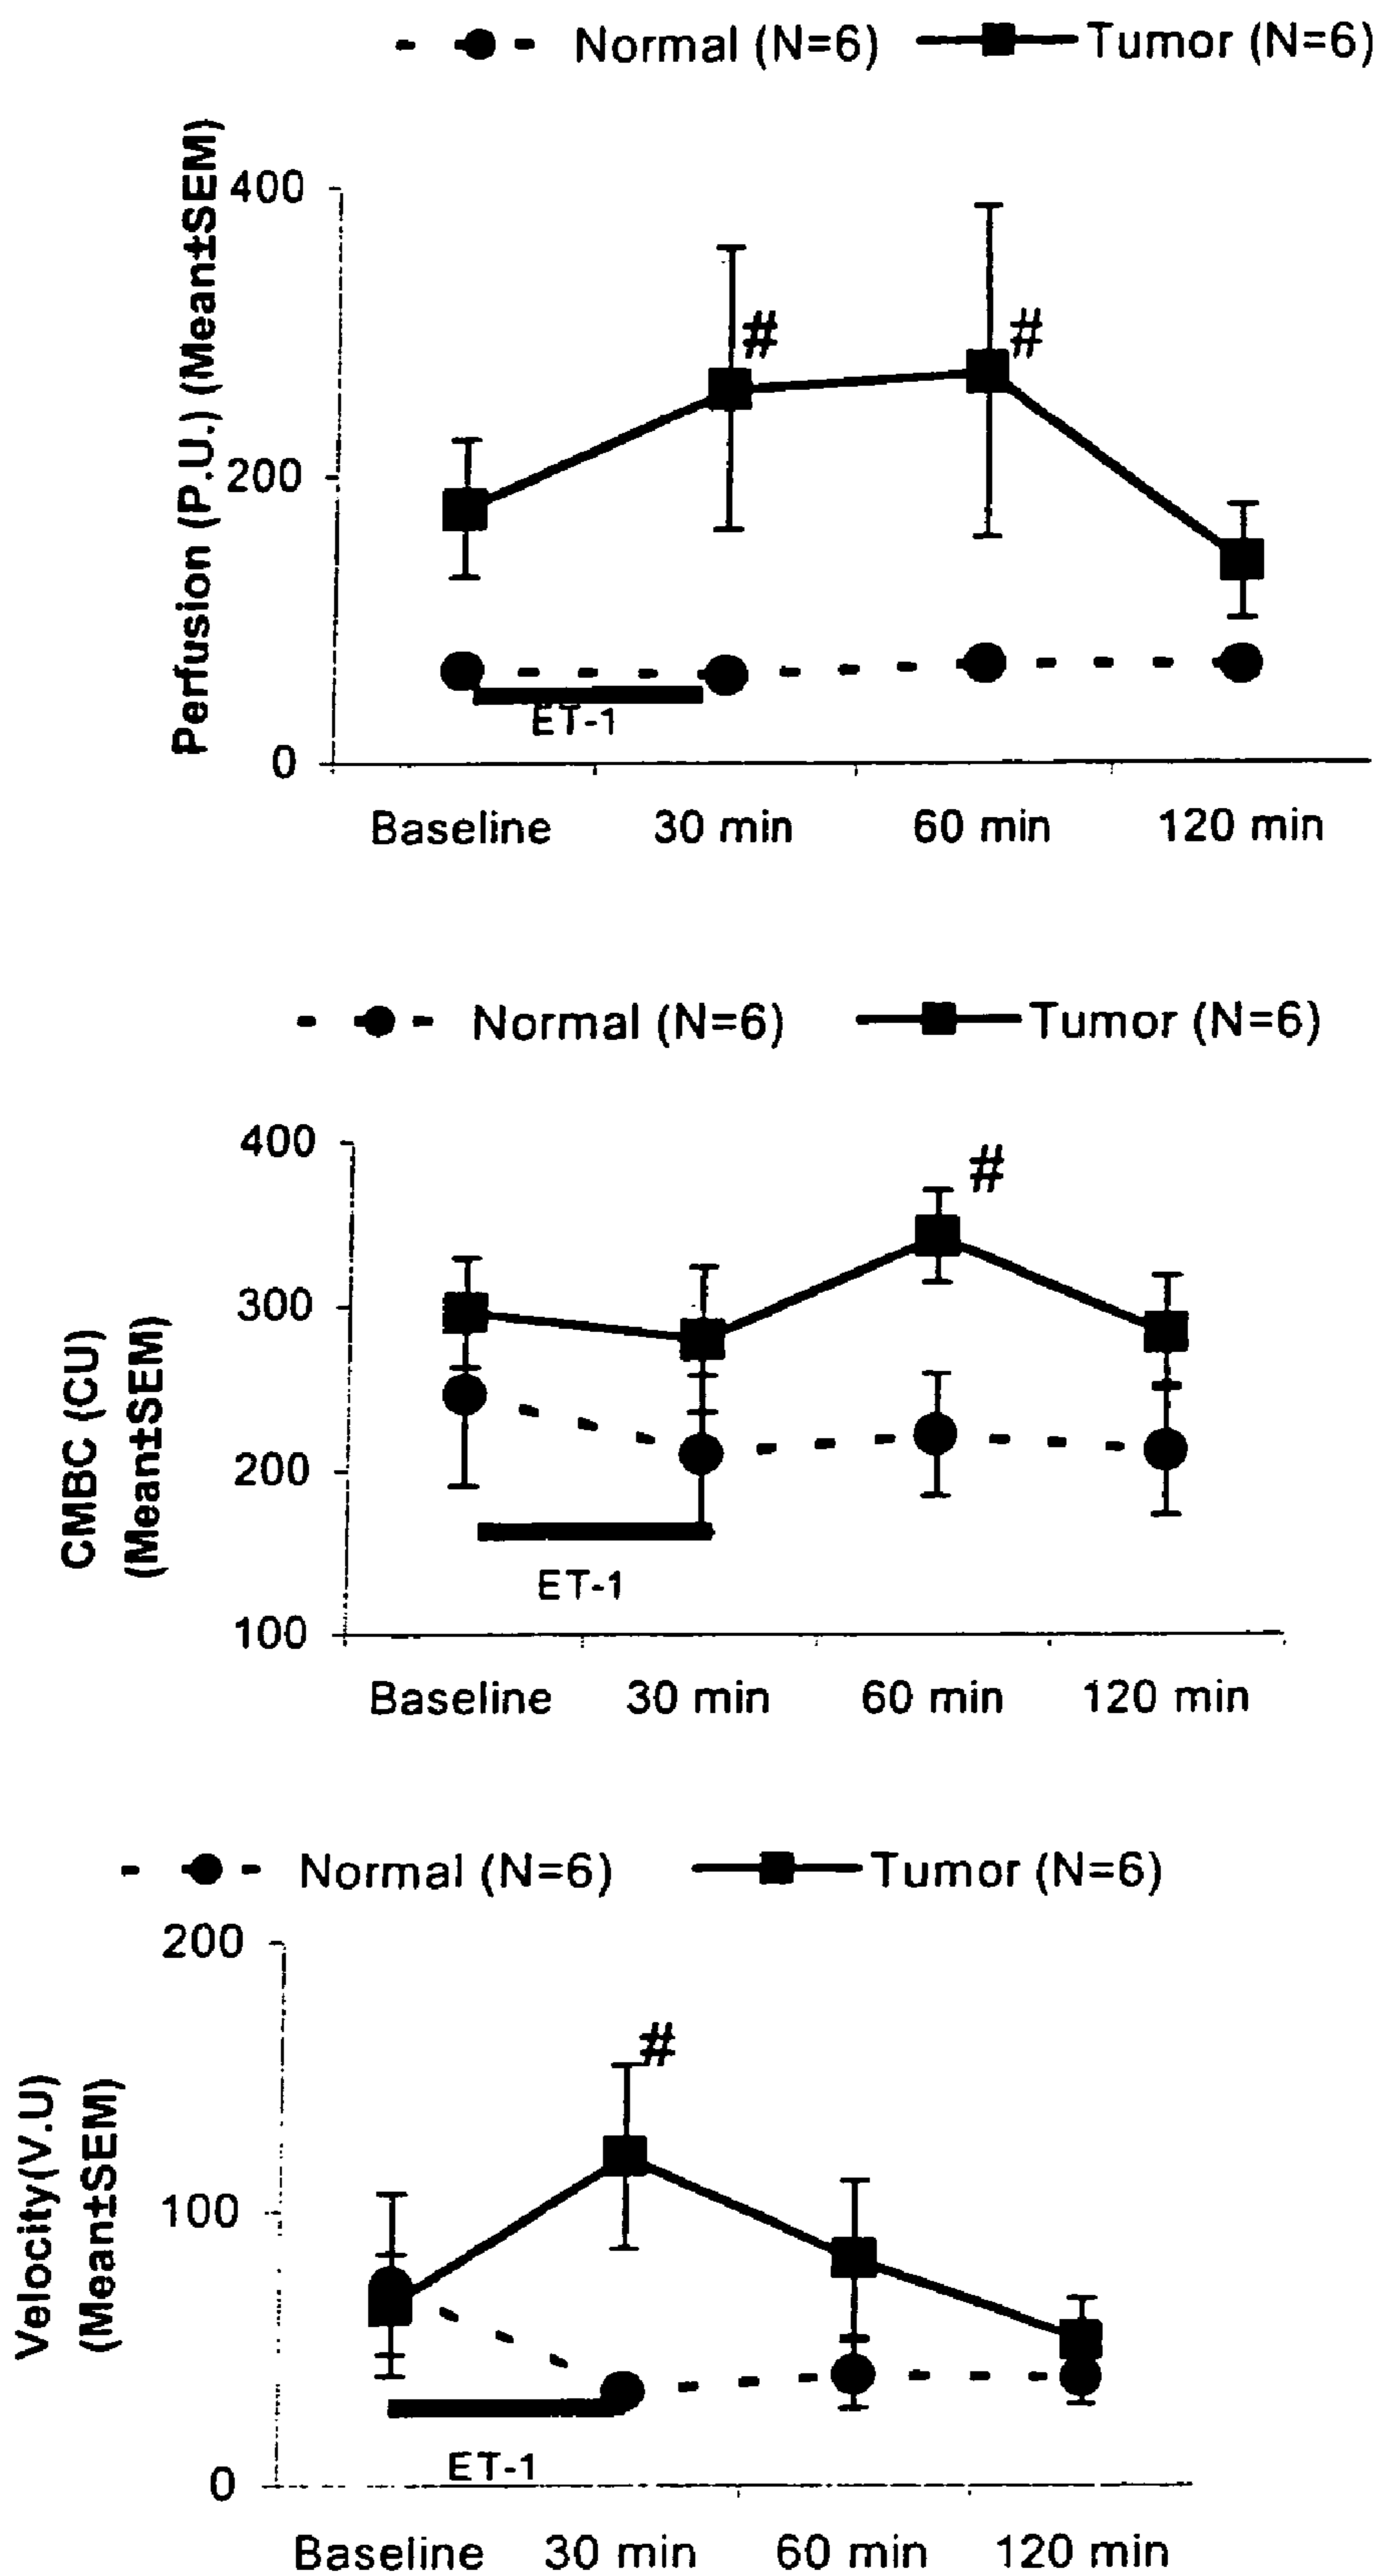 Normal (N=6) Tumor (N=6)
Perfusion (P.U.) (Mean±SEM)
400
#
#
200
ET-1
0
Baseline 30 min 60 min 120 min
Normal (N=6) Tumor (N=6)
CMBC (CU)
(Mean±SEM)
400
#
300
200
ET-1
100
Baseline 30 min 60 min 120 min
Normal (N=6) Tumor (N=6)
Velocity(V.U)
(Mean±SEM)
200
#
100
ET-1
0
Baseline 30 min 60 min 120 min